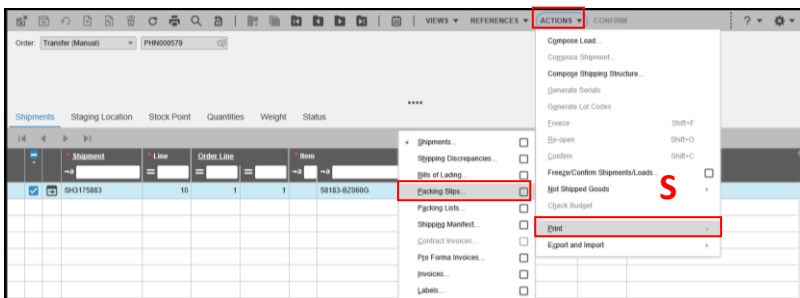 VIEWS REFERENCES ACTIONS CONFIRM ?
Order: Transfer (Manual) PHN000579
Compose Load...
Compose Shipment...
Compose Shipping Structure...
Generate Serials
Generate Lot Codes
Freeze Shift+F
Re-open Shift+O
Confirm Shift+C
Freeze/Confirm Shipments/Loads...
Not Shipped Goods
Check Budget
Print
Export and Import
S
Shipments Staging Location Stock Point Quantities Weight Status
* Shipment * Line Order Line * Item
SH3175883 10 1 1 58183-BZ060G
Shipments...
Shipping Discrepancies...
Bills of Lading...
Packing Slips...
Packing Lists...
Shipping Manifest...
Contract Invoices...
Pro Forma Invoices...
Invoices...
Labels...